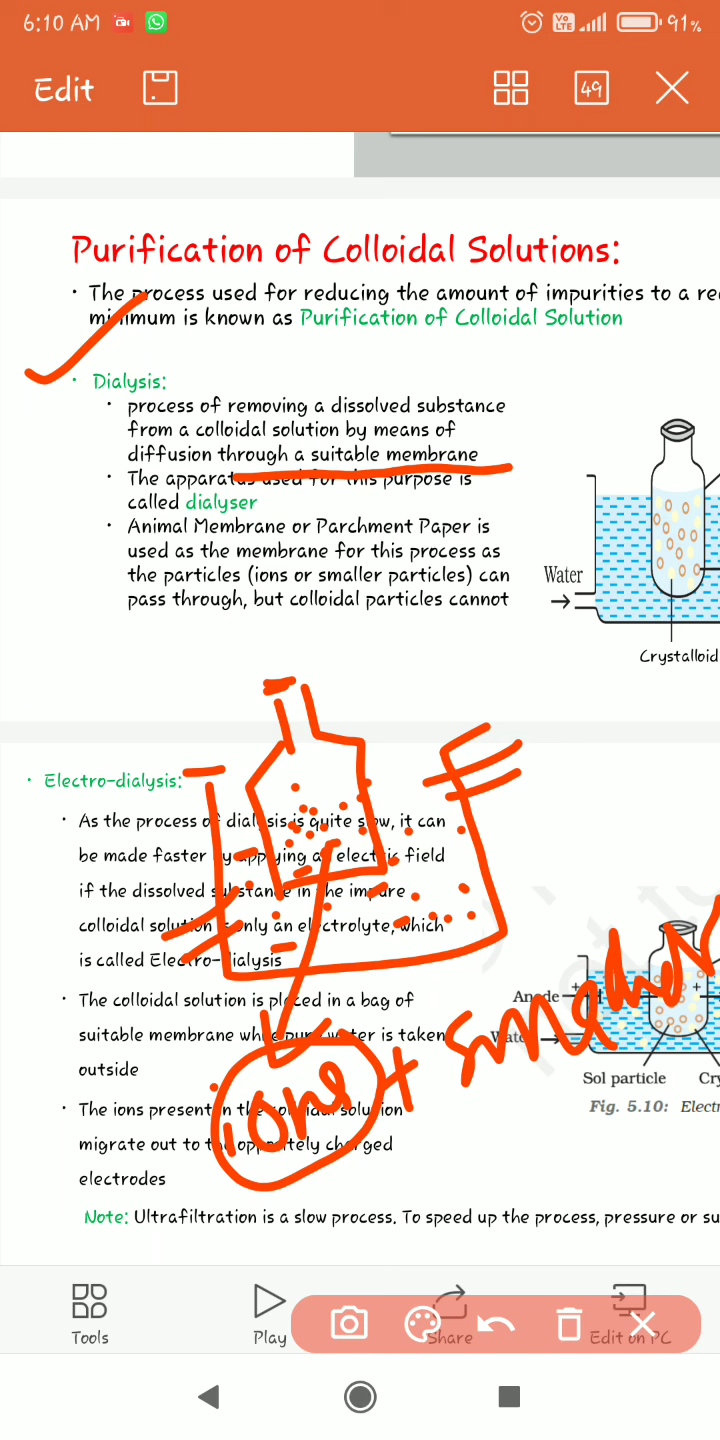 6:10 AM
Vo LTE
91%
Edit
49
Purification of Colloidal Solutions:
· The process used for reducing the amount of impurities to a
minimum is known as Purification of Colloidal Solution
· Dialysis:
· process of removing a dissolved substance
from a colloidal solution by means of
diffusion through a suitable membrane
· The apparatus used for this purpose is
called dialyser
· Animal Membrane or Parchment Paper is
used as the membrane for this process as
the particles (ions or smaller particles) can
pass through, but colloidal particles cannot
Water
Crystalloid
· Electro-dialysis:
· As the process of dialysis is quite slow, it can
be made faster by applying an electric field
if the dissolved substance in the impure
colloidal solution is only an electrolyte, which
is called Electro-dialysis
· The colloidal solution is placed in a bag of
suitable membrane while pure water is taken
outside
· The ions present in the colloidal solution
migrate out to the oppositely charged
electrodes
ions + smaller
Anode
+
Water
Sol particle
Fig. 5.10:
Note: Ultrafiltration is a slow process. To speed up the process, pressure or
Tools
Play
Share
Edit on PC